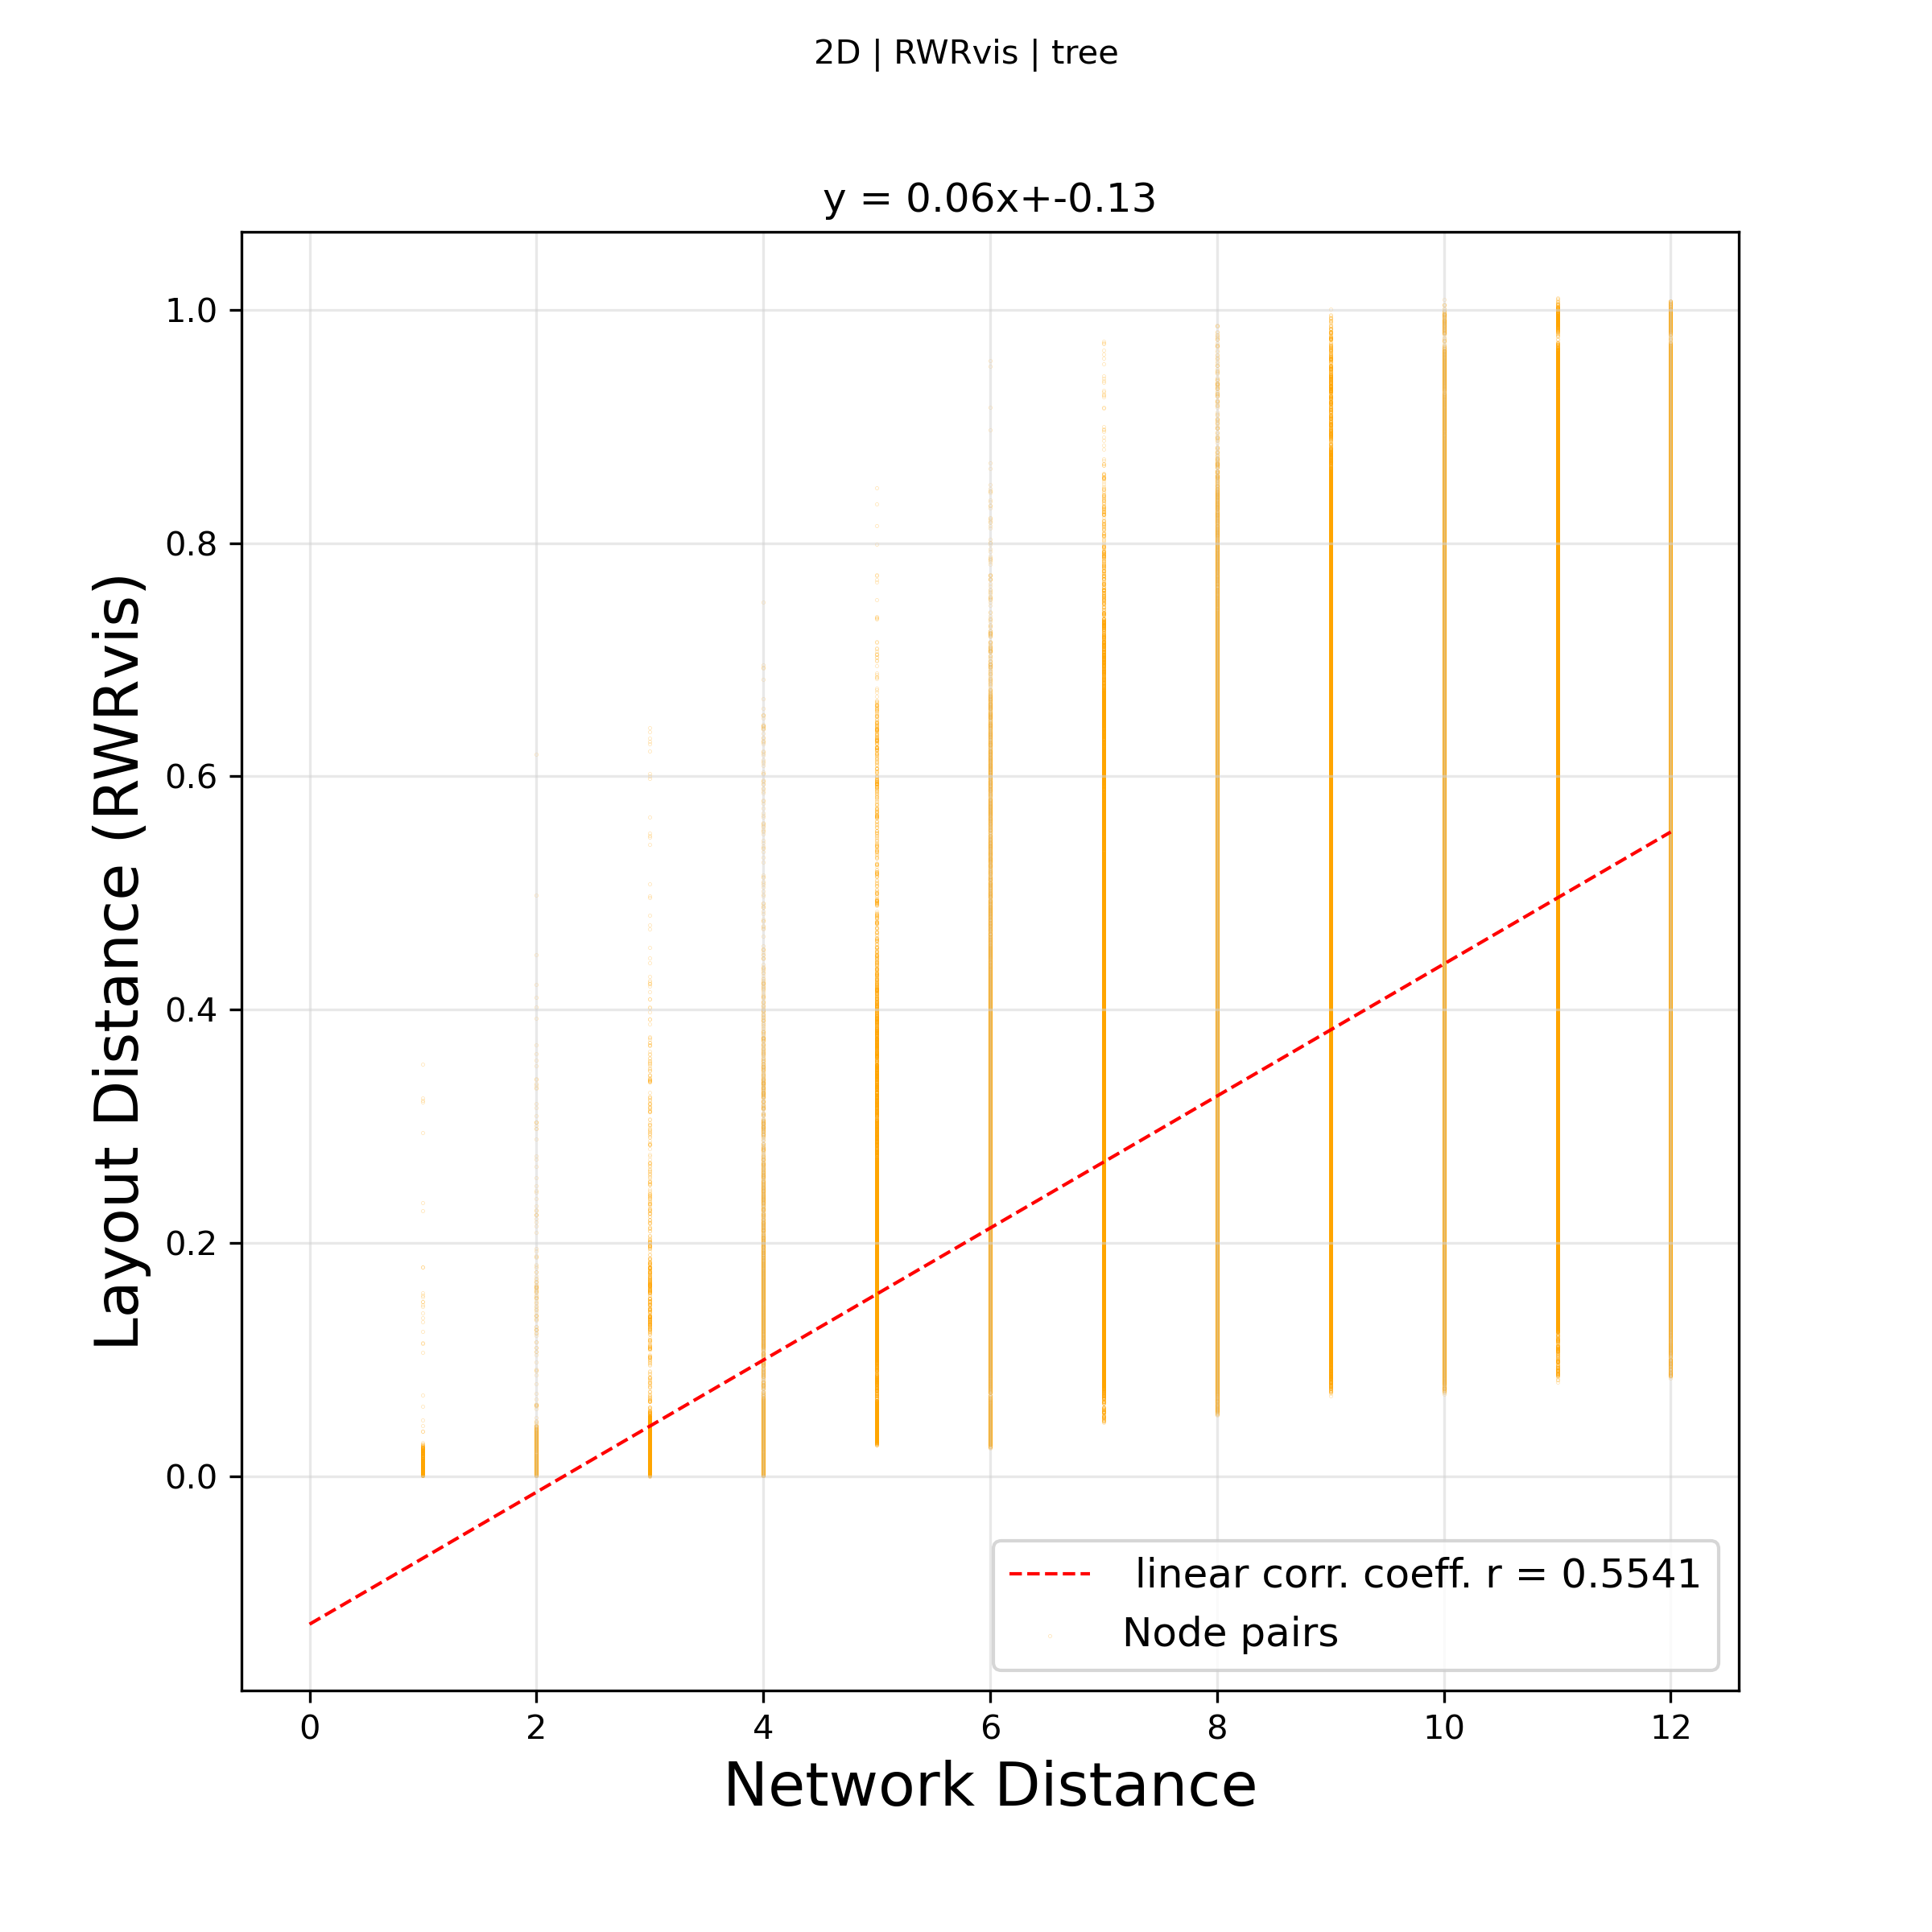 2D | RWRvis | tree
y = 0.06x+-0.13
Layout Distance (RWRvis)
1.0
0.8
0.6
0.4
0.2
0.0
linear corr. coeff. r = 0.5541
Node pairs
0 2 4 6 8 10 12
Network Distance